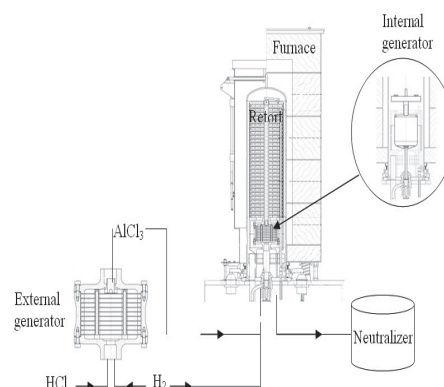 Internal
generator
Furnace
Retort
AlCl₃
External
generator
Neutralizer
HCl
H₂